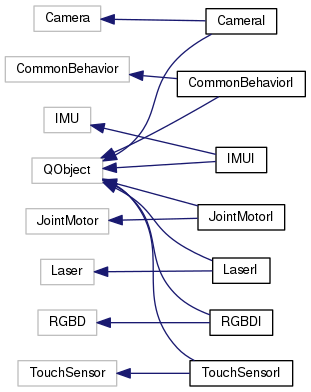 Camera
CameraI
CommonBehavior
CommonBehaviorI
IMU
IMUI
QObject
JointMotor
JointMotorI
Laser
LaserI
RGBD
RGBDI
TouchSensor
TouchSensorI